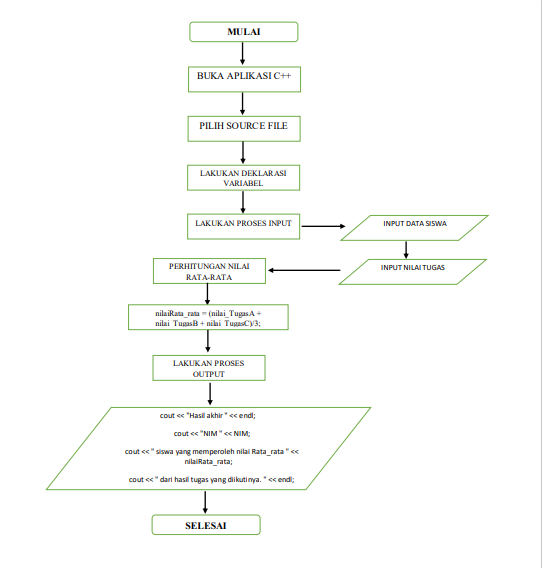 MULAI
BUKA APLIKASI C++
PILIH SOURCE FILE
LAKUKAN DEKLARASI
VARIABEL
LAKUKAN PROSES INPUT
INPUT DATA SISWA
INPUT NILAI TUGAS
PERHITUNGAN NILAI
RATA-RATA
nilaiRata_rata = (nilai_TugasA +
nilai_TugasB + nilai_TugasC)/3;
LAKUKAN PROSES
OUTPUT
cout << "Hasil akhir " << endl;
cout << "NIM " << NIM;
cout << " siswa yang memperoleh nilai Rata_rata " <<
nilaiRata_rata;
cout << " dari hasil tugas yang diikutinya. " << endl;
SELESAI